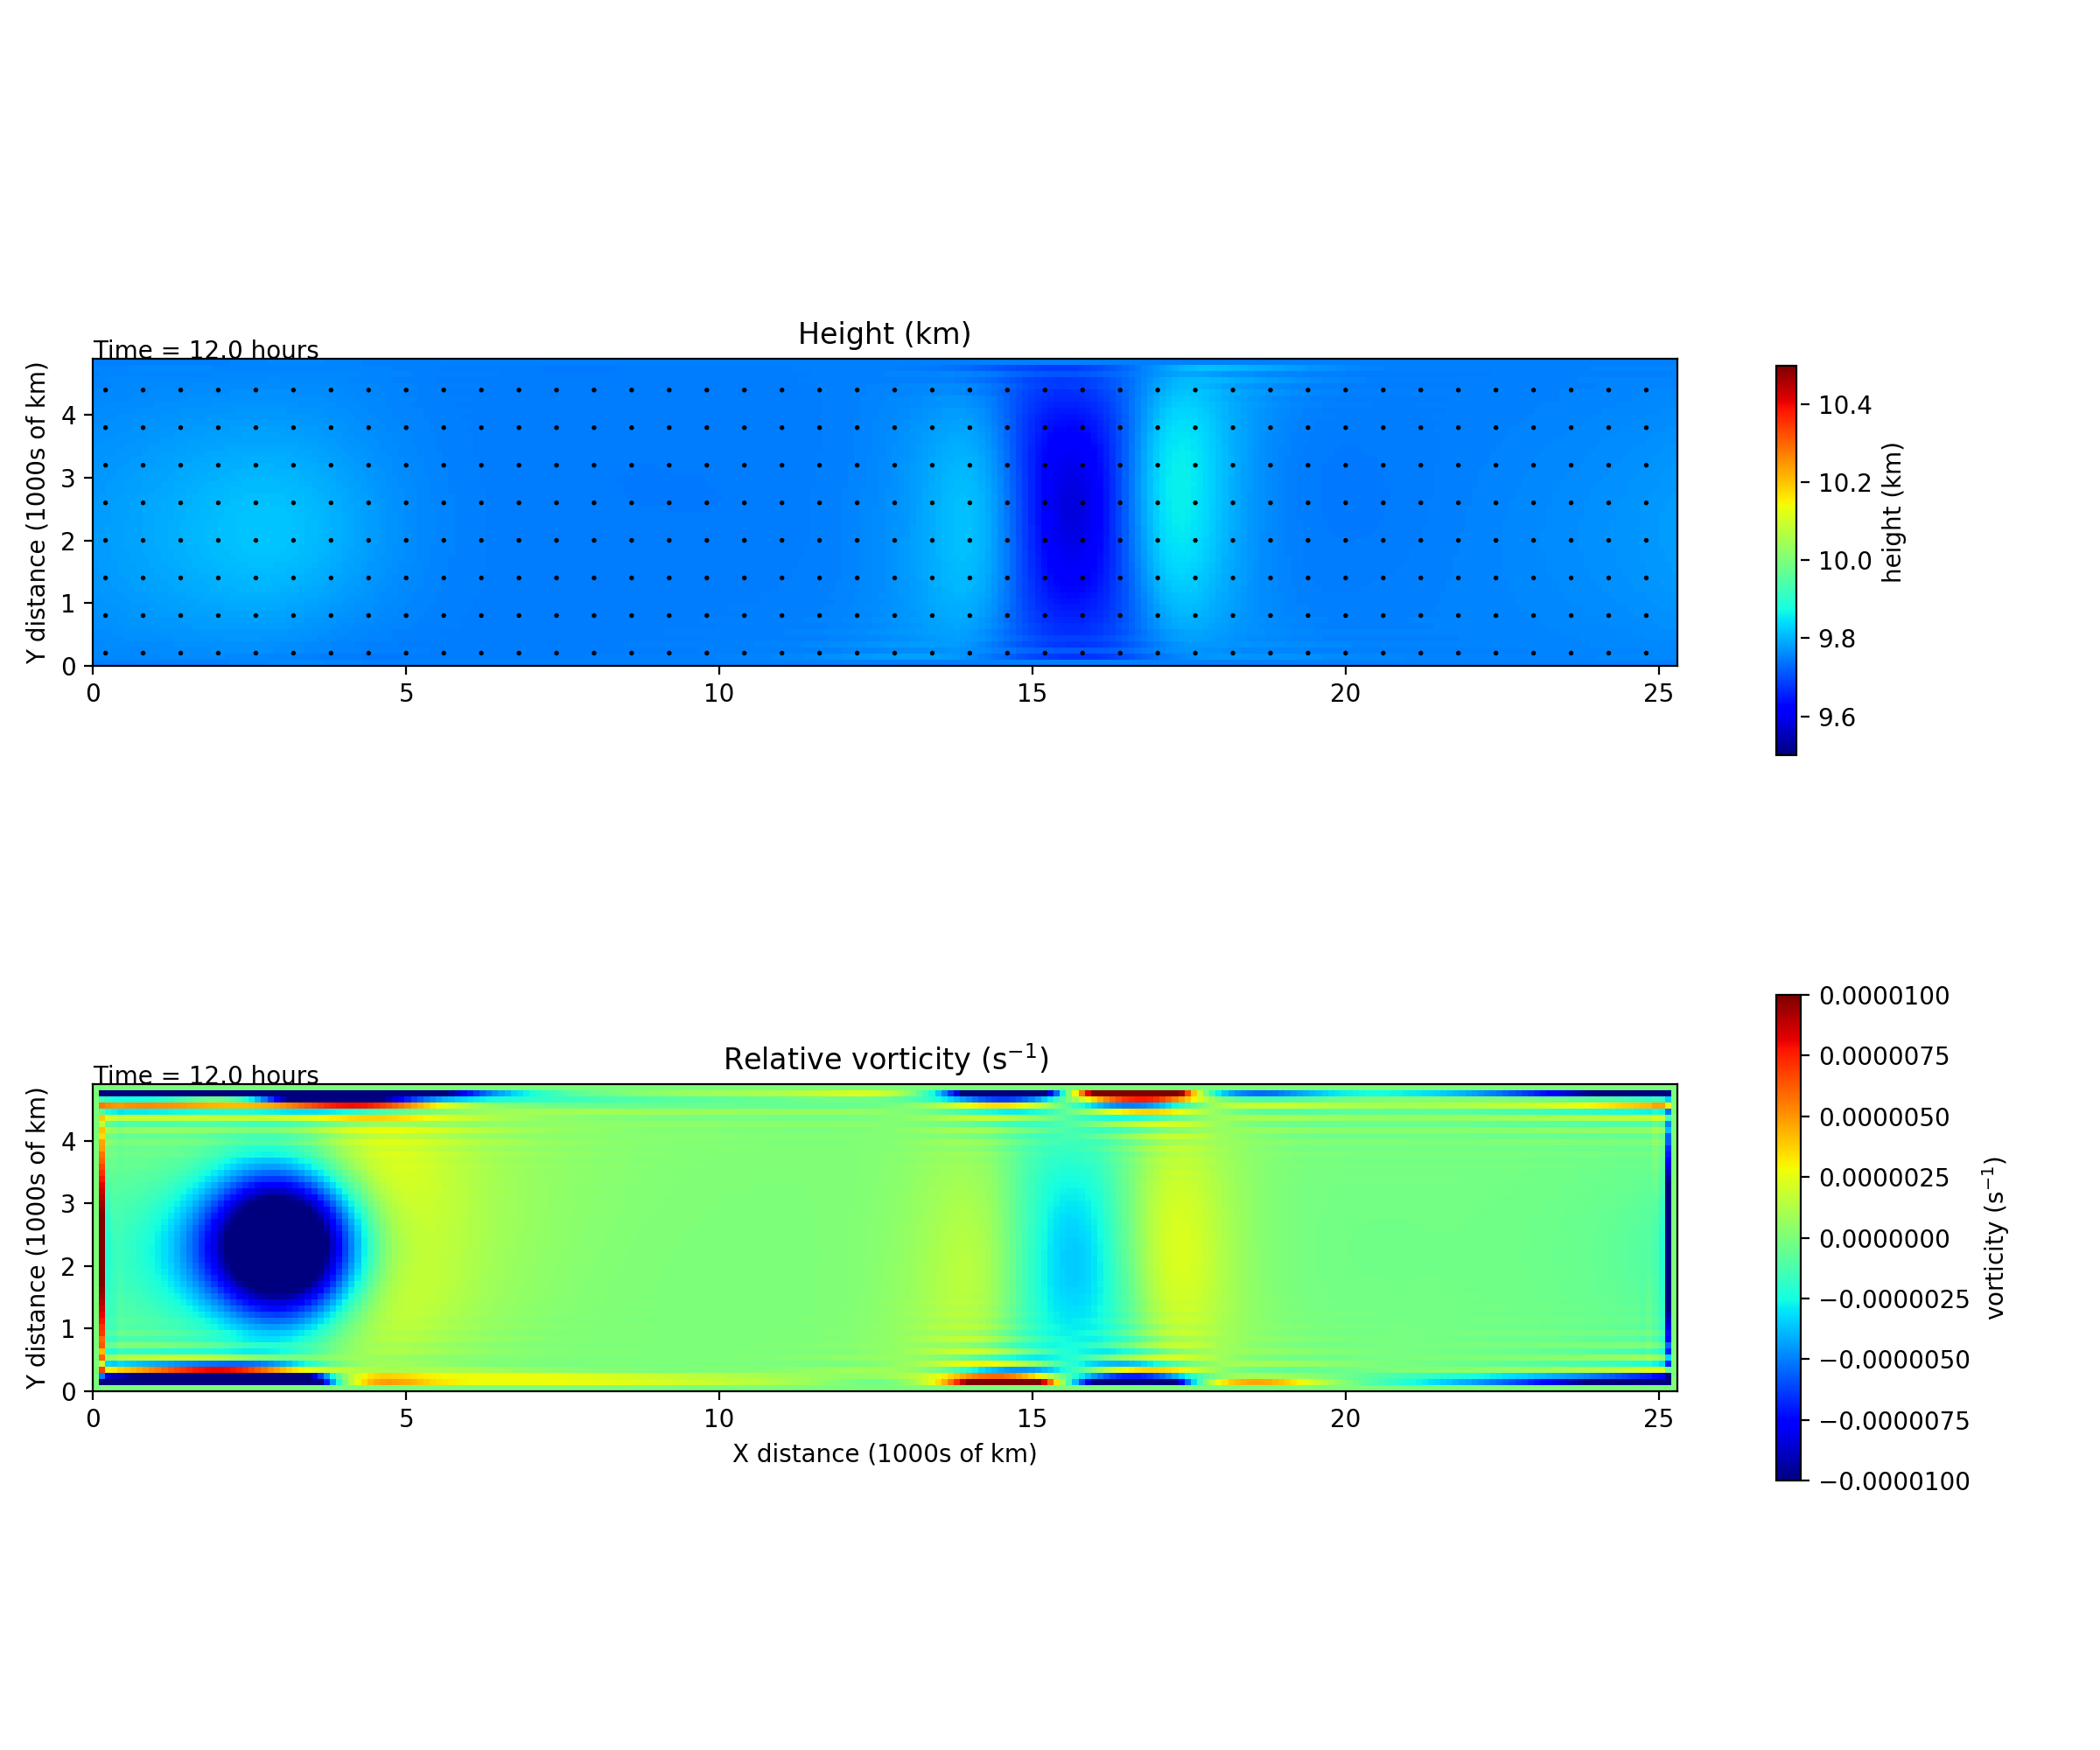 Height (km)
Time = 12.0 hours
Y distance (1000s of km)
4
3
2
1
0
0 5 10 15 20 25
10.4
10.2
10.0
9.8
9.6
height (km)
Relative vorticity (s⁻¹)
Time = 12.0 hours
Y distance (1000s of km)
4
3
2
1
0
0 5 10 15 20 25
X distance (1000s of km)
0.0000100
0.0000075
0.0000050
0.0000025
0.0000000
−0.0000025
−0.0000050
−0.0000075
−0.0000100
vorticity (s⁻¹)